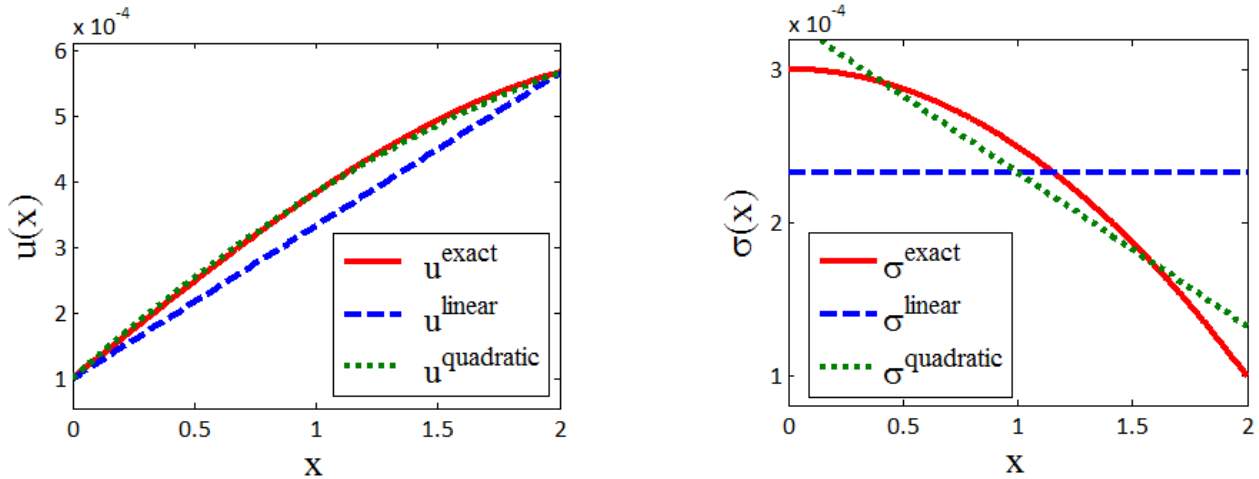 x 10⁻⁴
6
5
4
3
2
1
0
0.5
1
1.5
2
u(x)
x
u^exact
u^linear
u^quadratic
x 10⁻⁴
3
2
1
0
0.5
1
1.5
2
σ(x)
x
σ^exact
σ^linear
σ^quadratic